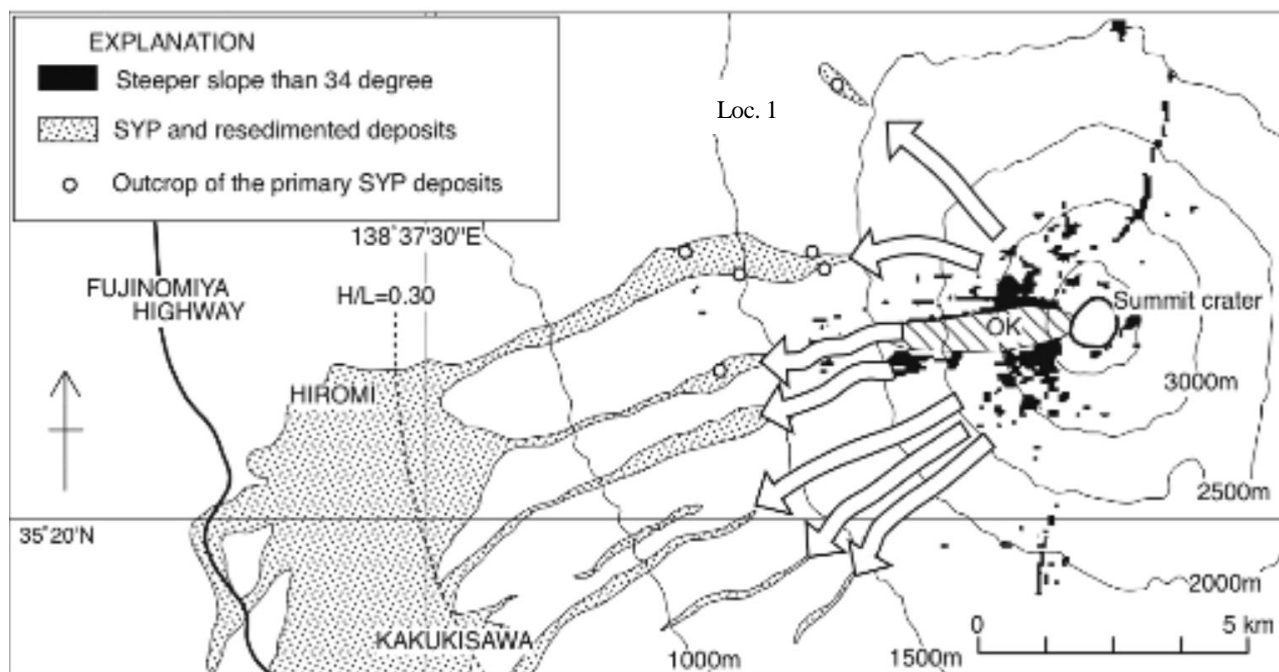 EXPLANATION
Steeper slope than 34 degree
SYP and resedimented deposits
Outcrop of the primary SYP deposits
Loc. 1
138°37'30"E
FUJINOMIYA
HIGHWAY
H/L=0.30
Summit crater
OK
HIROMI
3000m
2500m
35°20'N
2000m
KAKUKISAWA
0 5 km
1000m
1500m